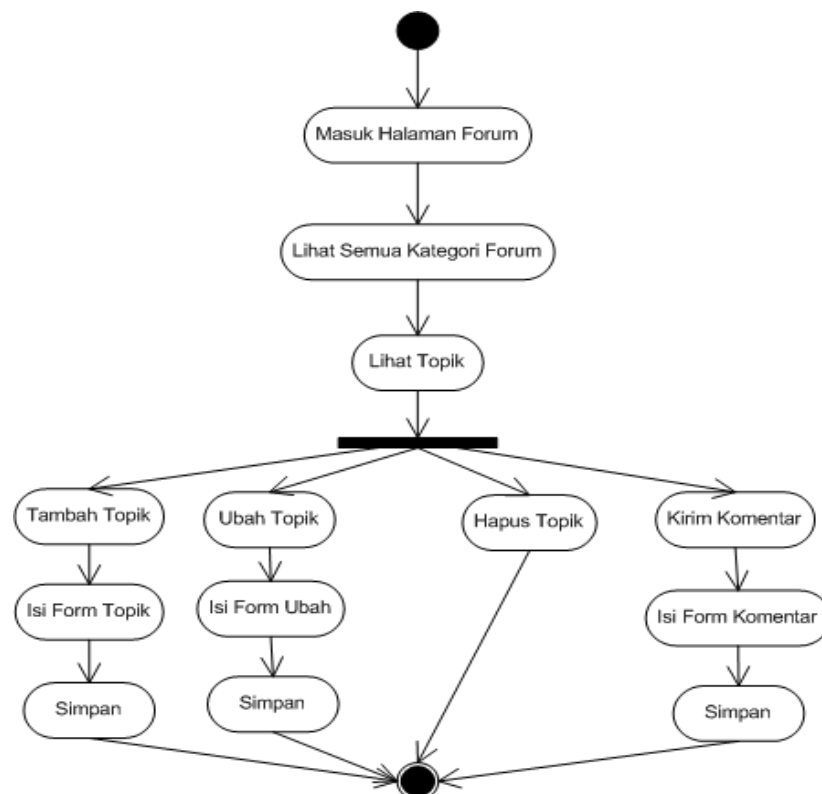 Masuk Halaman Forum
Lihat Semua Kategori Forum
Lihat Topik
Tambah Topik
Ubah Topik
Hapus Topik
Kirim Komentar
Isi Form Topik
Isi Form Ubah
Isi Form Komentar
Simpan
Simpan
Simpan